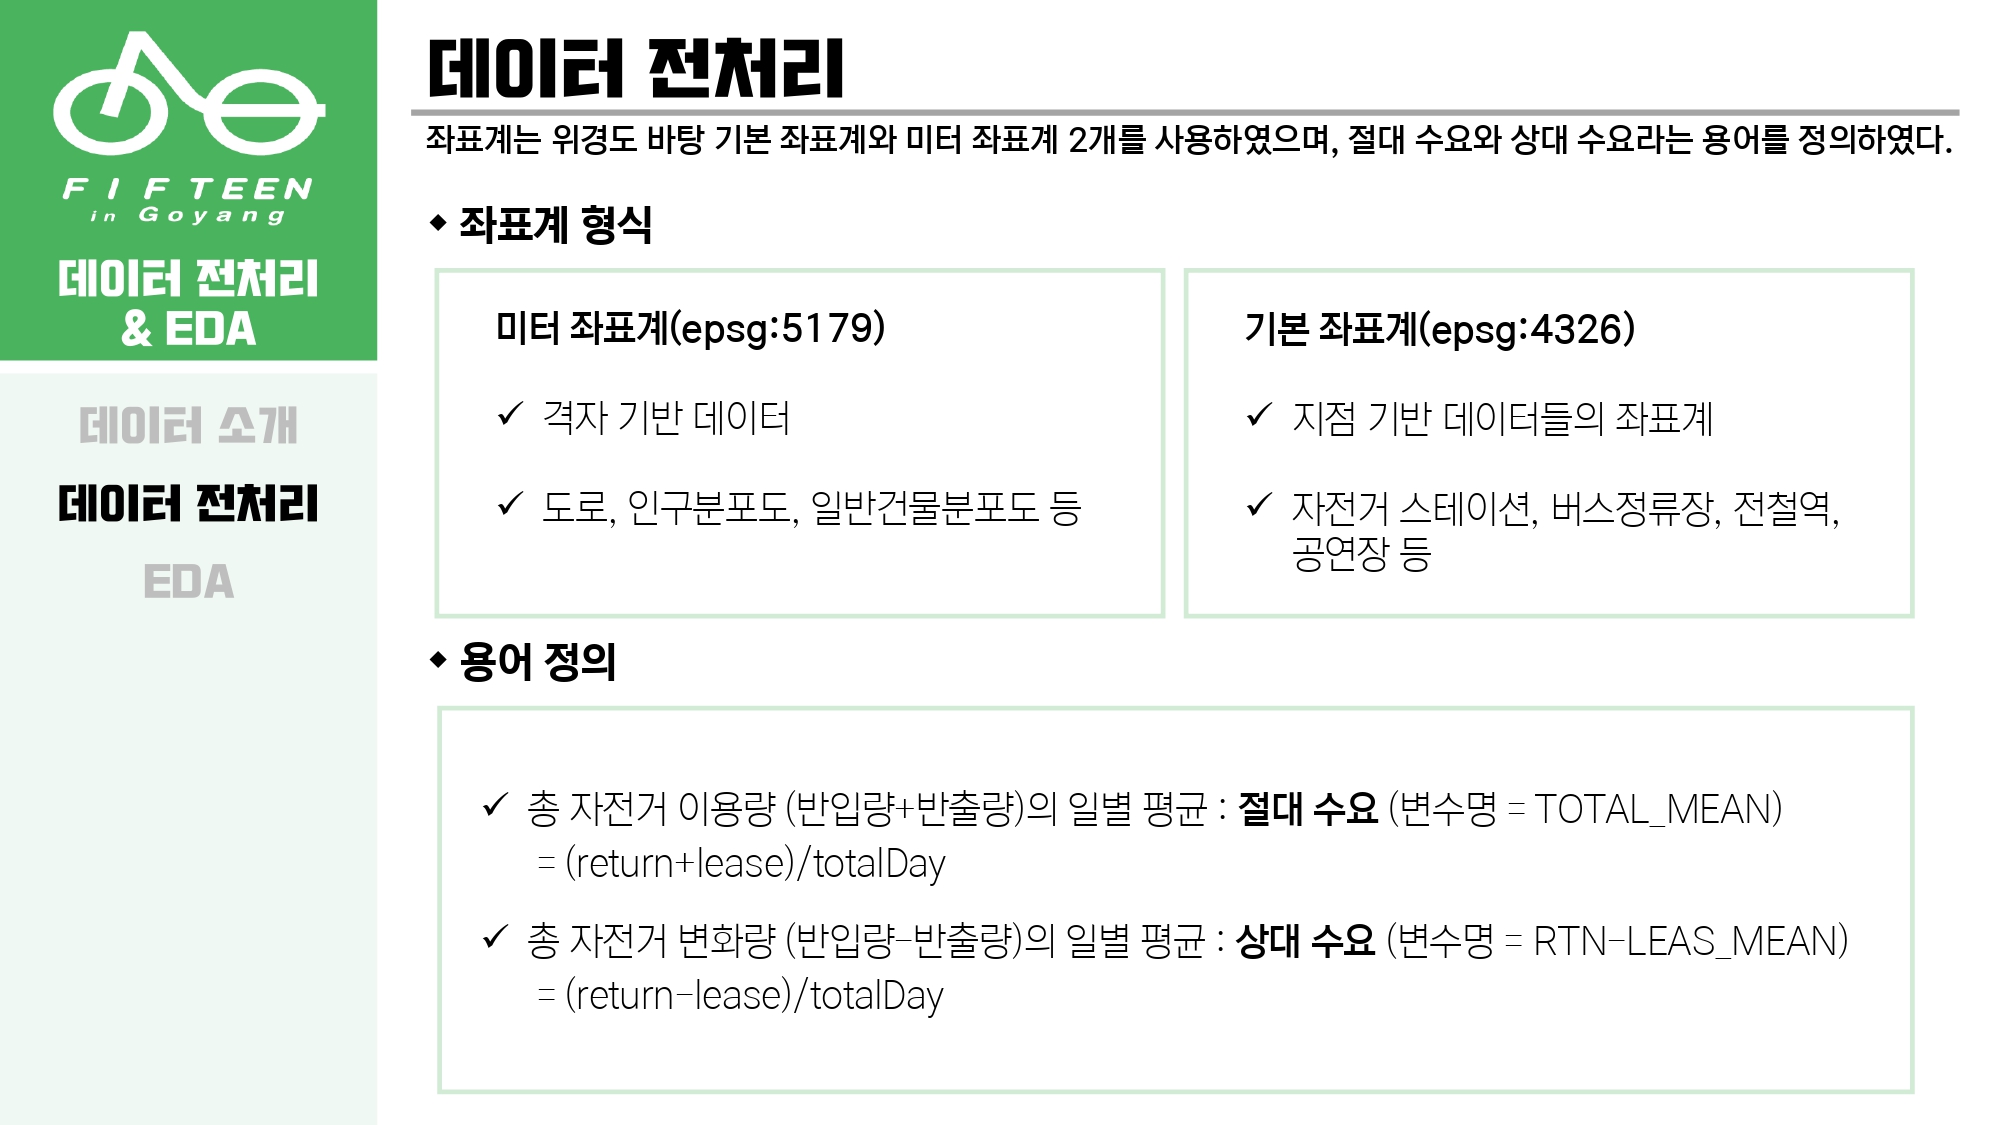 FIFTEEN
in Goyang
데이터 전처리
& EDA
데이터 소개
데이터 전처리
EDA
데이터 전처리
좌표계는 위경도 바탕 기본 좌표계와 미터 좌표계 2개를 사용하였으며, 절대 수요와 상대 수요라는 용어를 정의하였다.
◆ 좌표계 형식
미터 좌표계(epsg:5179)
✓ 격자 기반 데이터
✓ 도로, 인구분포도, 일반건물분포도 등
기본 좌표계(epsg:4326)
✓ 지점 기반 데이터들의 좌표계
✓ 자전거 스테이션, 버스정류장, 전철역,
공연장 등
◆ 용어 정의
✓ 총 자전거 이용량 (반입량+반출량)의 일별 평균 : 절대 수요 (변수명 = TOTAL_MEAN)
= (return+lease)/totalDay
✓ 총 자전거 변화량 (반입량-반출량)의 일별 평균 : 상대 수요 (변수명 = RTN-LEAS_MEAN)
= (return-lease)/totalDay